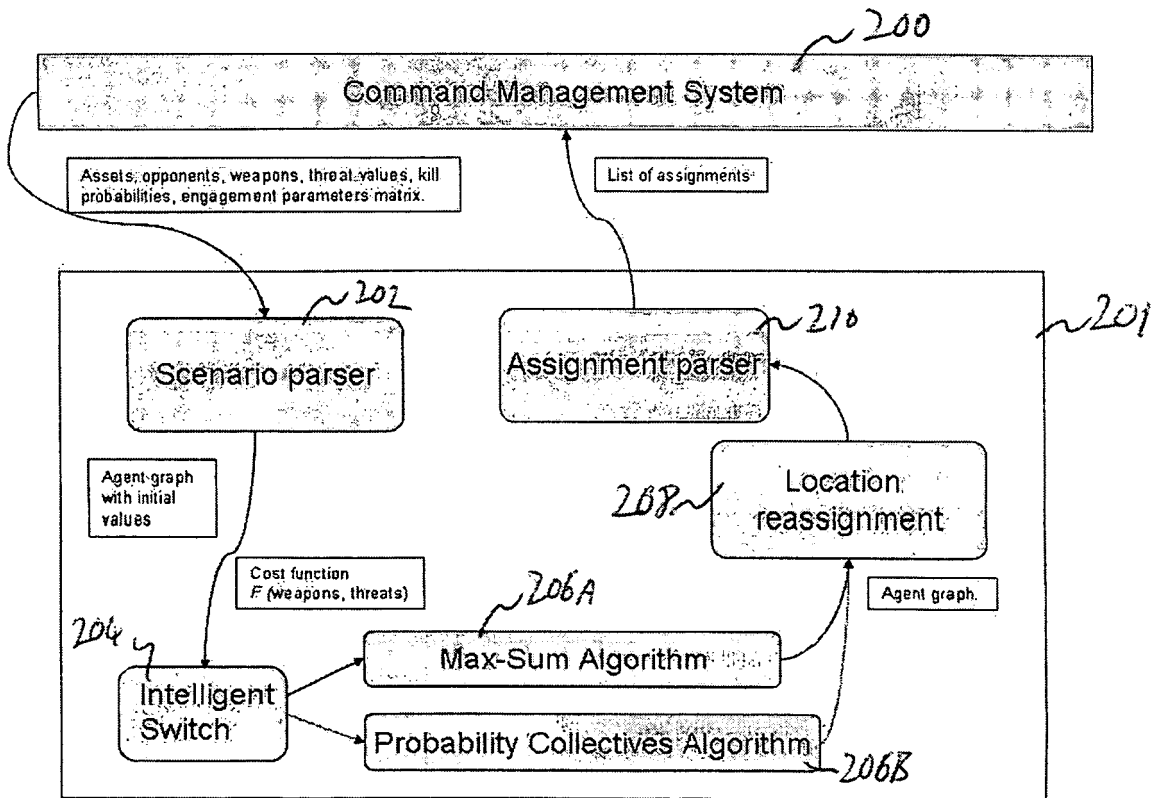 200
Command Management System
Assets, opponents, weapons, threat values, kill
probabilities, engagement parameters matrix.
List of assignments
202
Scenario parser
210
Assignment parser
201
Agent graph
with initial
values
208
Location
reassignment
Cost function
F (weapons, threats)
Agent graph.
204
Intelligent
Switch
206A
Max-Sum Algorithm
Probability Collectives Algorithm
206B